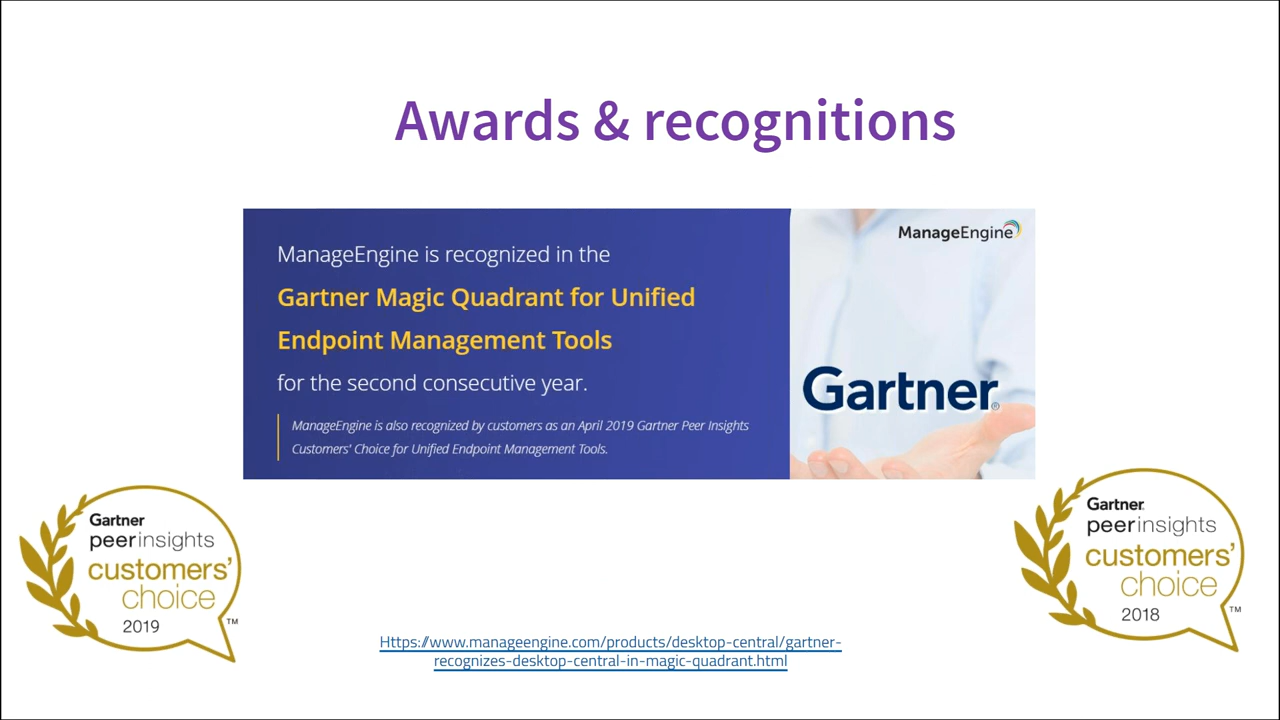 Awards & recognitions
ManageEngine is recognized in the
Gartner Magic Quadrant for Unified
Endpoint Management Tools
for the second consecutive year.
ManageEngine is also recognized by customers as an April 2019 Gartner Peer Insights
Customers' Choice for Unified Endpoint Management Tools.
ManageEngine
Gartner®
Gartner
peerinsights
customers'
choice
2019
TM
Gartner
peerinsights
customers'
choice
2018
TM
Https://www.manageengine.com/products/desktop-central/gartner-
recognizes-desktop-central-in-magic-quadrant.html